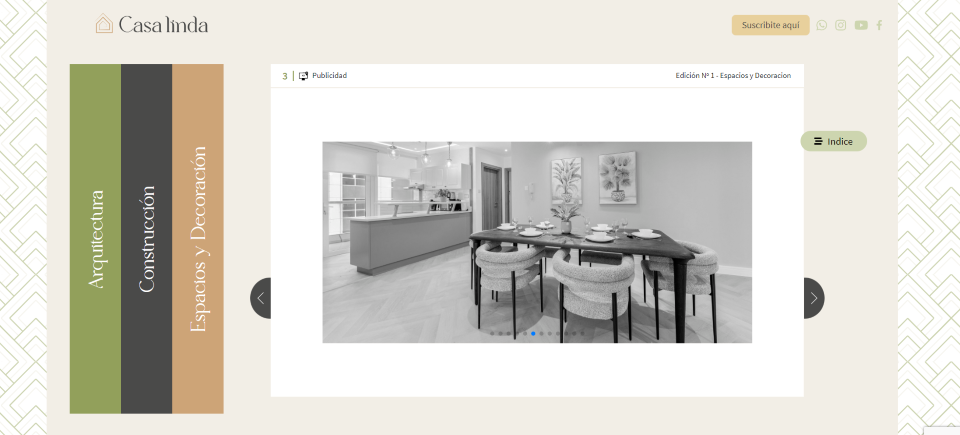 Casa linda
Suscribite aquí
3 | Publicidad
Edición Nº 1 - Espacios y Decoracion
Indice
Arquitectura
Construcción
Espacios y Decoración